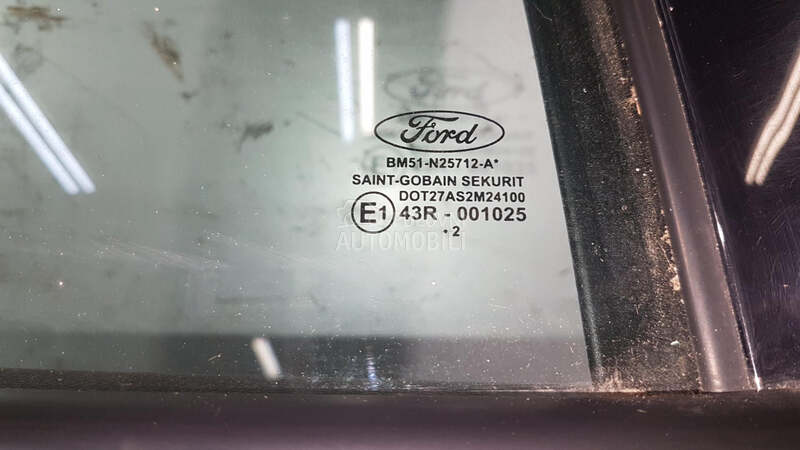 Ford
BM51-N25712-A*
SAINT-GOBAIN SEKURIT
DOT27AS2M24100
E1 43R - 001025
• 2
AUTOMOBILI